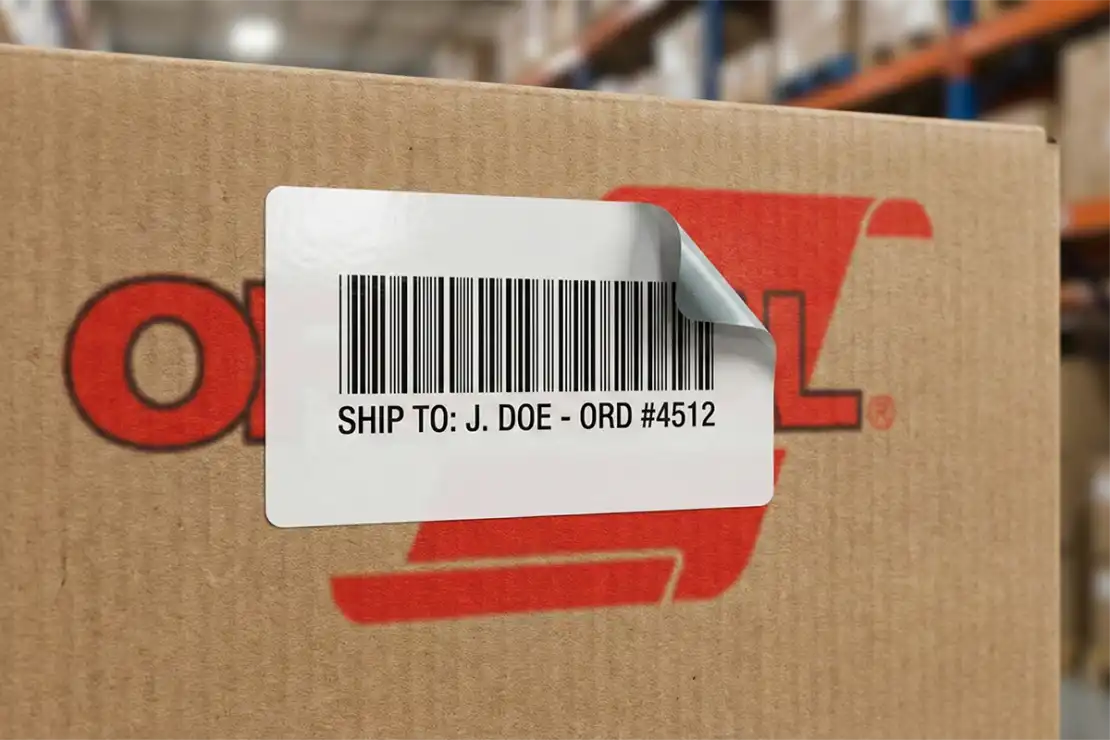 SHIP TO: J. DOE - ORD #4512